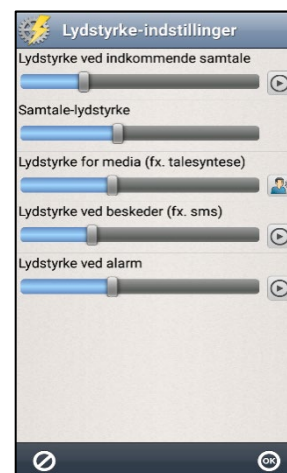 Lydstyrke-indstillinger
Lydstyrke ved indkommende samtale
Samtale-lydstyrke
Lydstyrke for media (fx. talesyntese)
Lydstyrke ved beskeder (fx. sms)
Lydstyrke ved alarm
OK